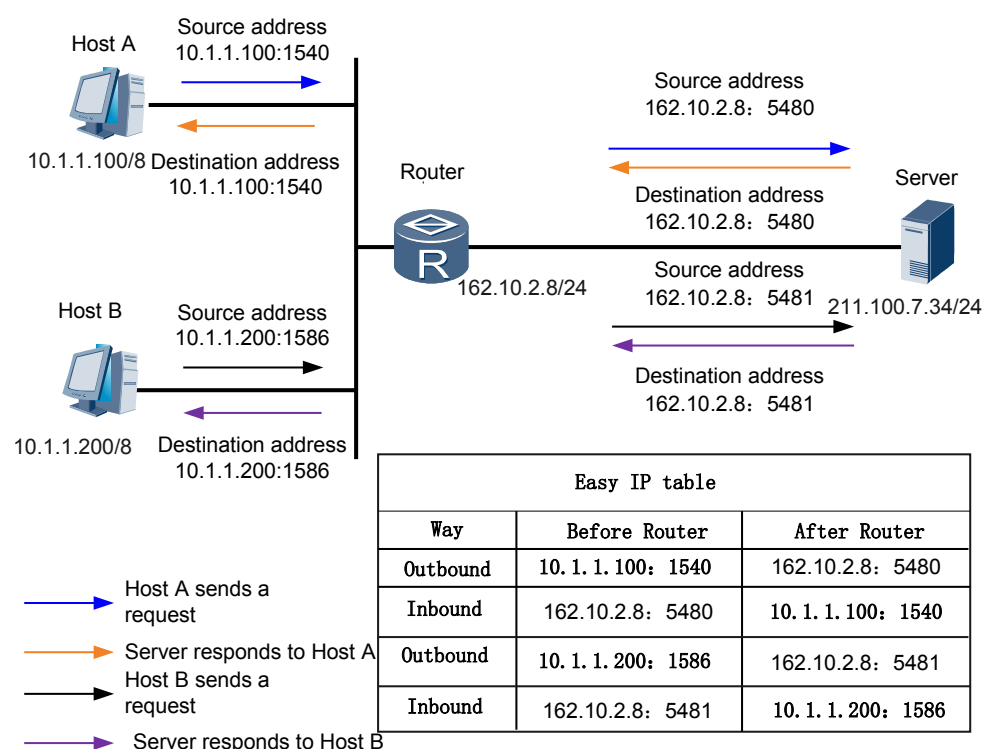 Host A
Source address
10.1.1.100:1540
10.1.1.100/8
Destination address
10.1.1.100:1540
Source address
162.10.2.8：5480
Router
Destination address
162.10.2.8：5480
Server
162.10.2.8/24
Source address
162.10.2.8：5481
211.100.7.34/24
Host B
Source address
10.1.1.200:1586
10.1.1.200/8
Destination address
10.1.1.200:1586
Destination address
162.10.2.8：5481
R
Easy IP table
Way Before Router After Router
Outbound 10.1.1.100：1540 162.10.2.8：5480
Inbound 162.10.2.8：5480 10.1.1.100：1540
Outbound 10.1.1.200：1586 162.10.2.8：5481
Inbound 162.10.2.8：5481 10.1.1.200：1586
Host A sends a
request
Server responds to Host A
Host B sends a
request
Server responds to Host B